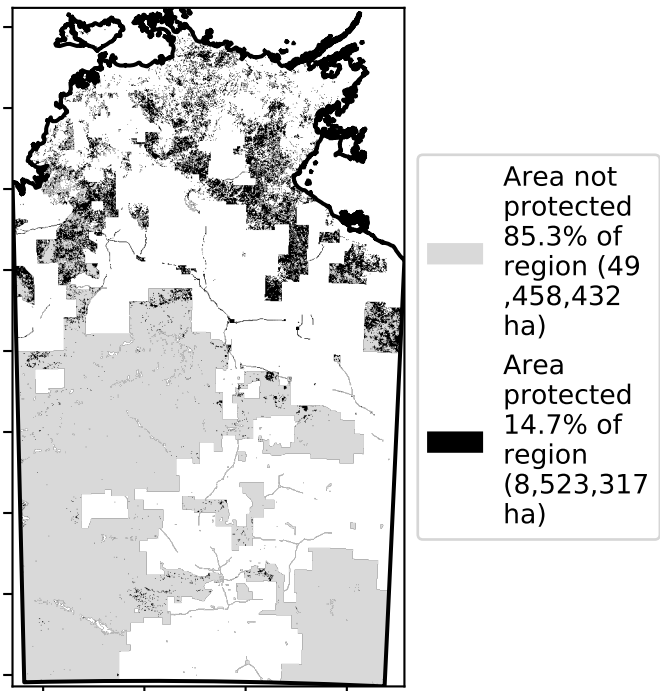 Area not
protected
85.3% of
region (49
,458,432
ha)
Area
protected
14.7% of
region
(8,523,317
ha)